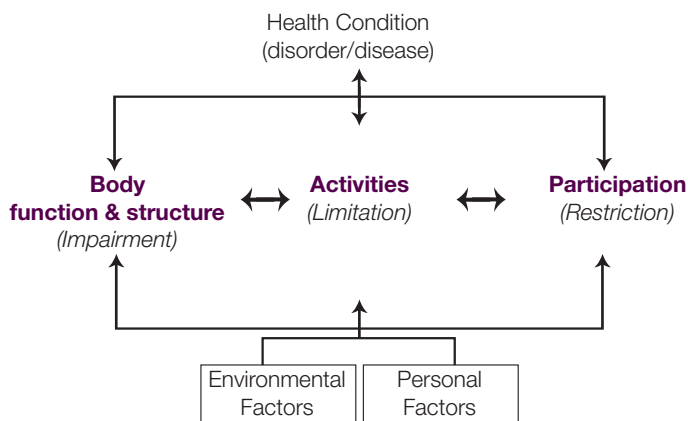 Health Condition
(disorder/disease)
Body
function & structure
(Impairment)
Activities
(Limitation)
Participation
(Restriction)
Environmental
Factors
Personal
Factors